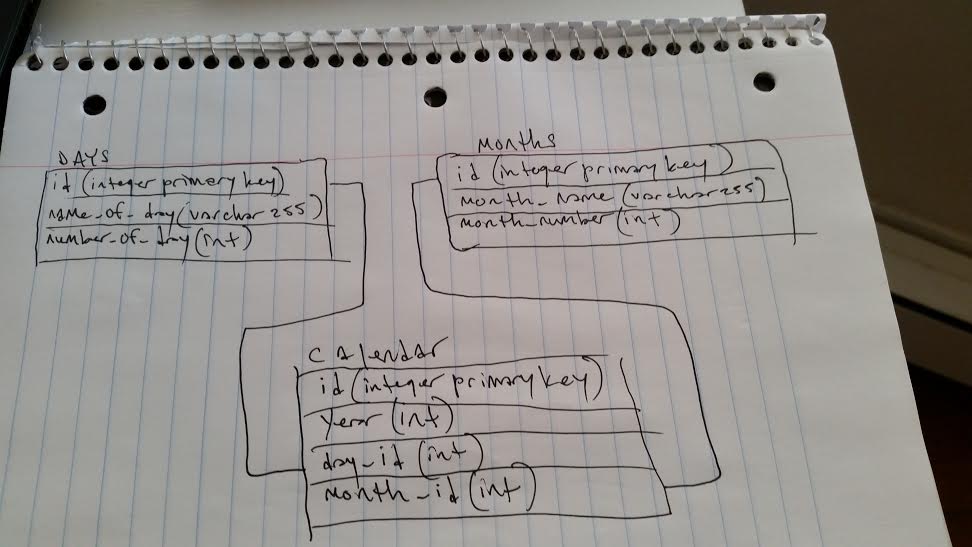 DAYS
id (integer primary key)
name_of_day (varchar 255)
number_of_day (int)
Months
id (integer primary key)
month_name (varchar 255)
month_number (int)
Calendar
id (integer primary key)
year (int)
day_id (int)
month_id (int)